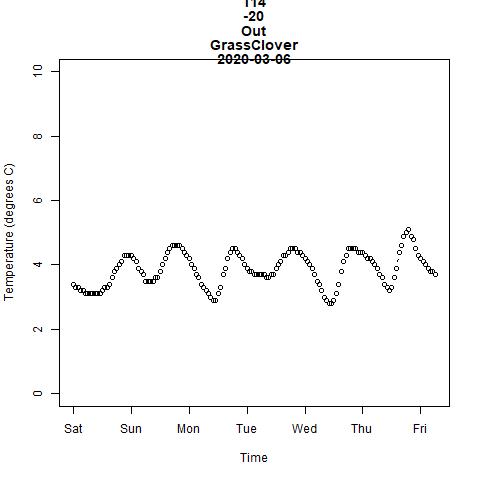 T14
-20
Out
GrassClover
2020-03-06
Temperature (degrees C)
10
8
6
4
2
0
Sat Sun Mon Tue Wed Thu Fri
Time